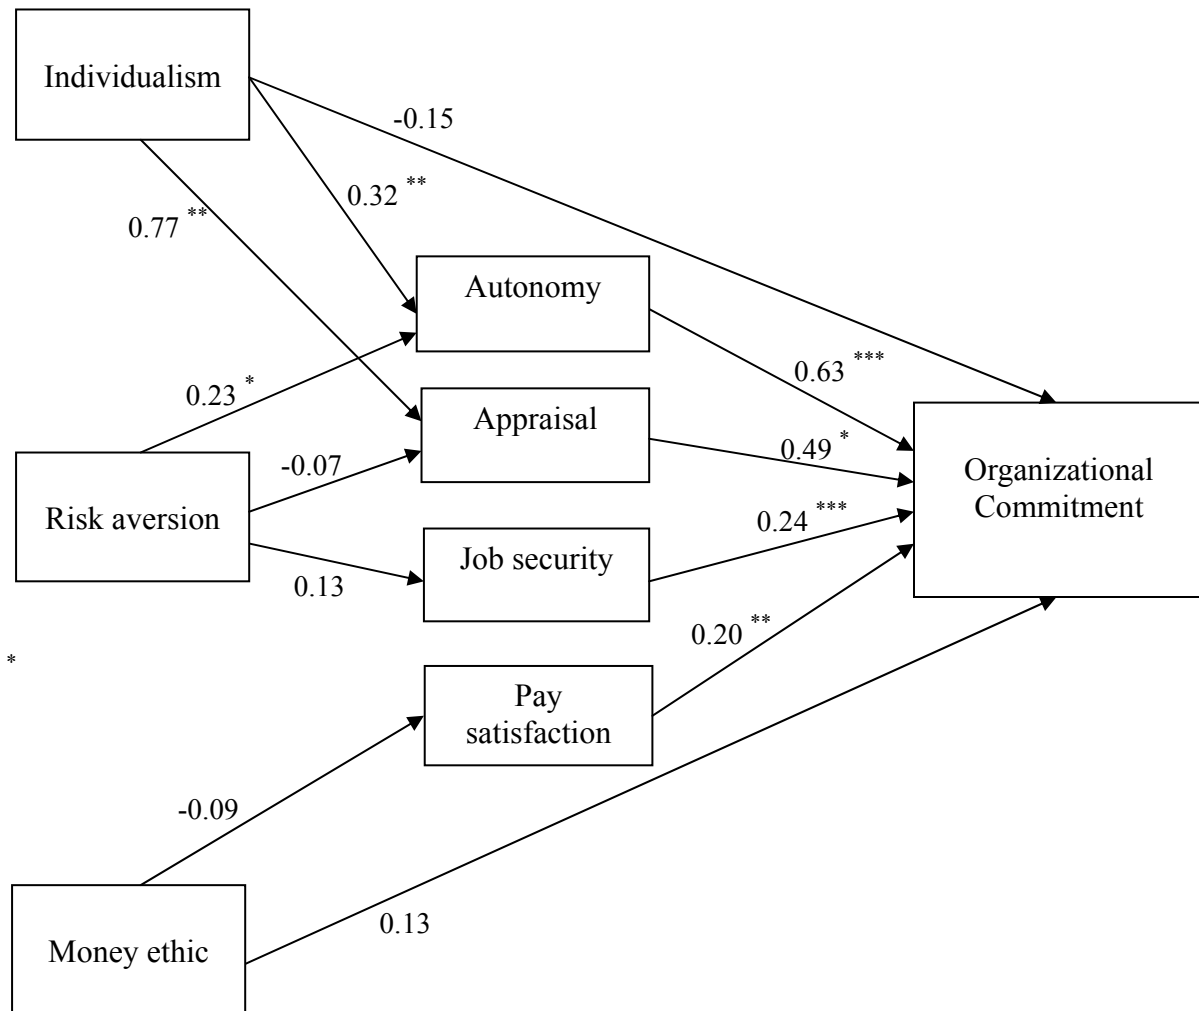 Individualism
-0.15
0.32 **
0.77 **
Autonomy
0.63 ***
0.23 *
Appraisal
0.49 *
-0.07
Organizational
Commitment
Risk aversion
0.24 ***
Job security
0.13
0.20 **
*
Pay
satisfaction
-0.09
0.13
Money ethic